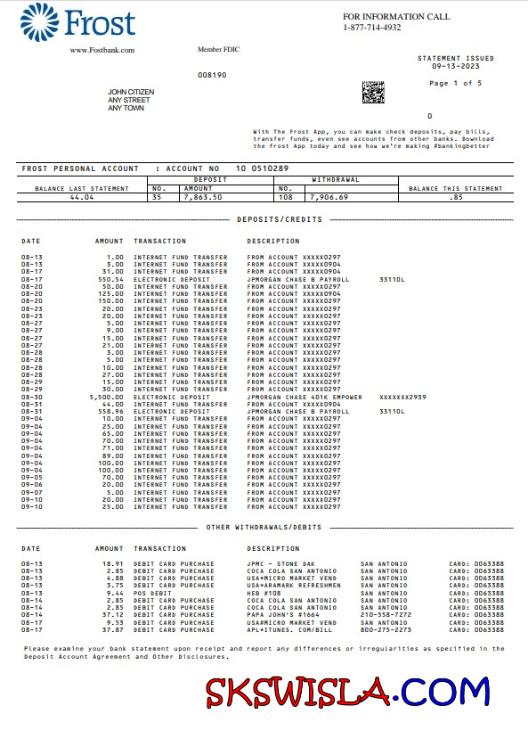 Frost
www.Fostbank.com
Member FDIC
FOR INFORMATION CALL
1-877-714-4932
STATEMENT ISSUED
09-13-2023
008190
Page 1 of 5
JOHN CITIZEN
ANY STREET
ANY TOWN
0
With The Frost App, you can make check deposits, pay bills,
transfer funds, even see accounts from other banks. Download
the Frost App today and see how we're making #bankingbetter
FROST PERSONAL ACCOUNT : ACCOUNT NO 10 0510289
DEPOSIT WITHDRAWAL
BALANCE LAST STATEMENT NO. AMOUNT NO. BALANCE THIS STATEMENT
44.04 35 7,863.50 108 7,906.69 .85
DEPOSITS/CREDITS
DATE AMOUNT TRANSACTION DESCRIPTION
08-13 1.00 INTERNET FUND TRANSFER FROM ACCOUNT XXXXX0297
08-13 3.00 INTERNET FUND TRANSFER FROM ACCOUNT XXXXX0904
08-17 31.00 INTERNET FUND TRANSFER FROM ACCOUNT XXXXX0904
08-17 550.54 ELECTRONIC DEPOSIT JPMORGAN CHASE B PAYROLL 33110L
08-20 50.00 INTERNET FUND TRANSFER FROM ACCOUNT XXXXX0297
08-20 125.00 INTERNET FUND TRANSFER FROM ACCOUNT XXXXX0904
08-20 150.00 INTERNET FUND TRANSFER FROM ACCOUNT XXXXX0297
08-23 20.00 INTERNET FUND TRANSFER FROM ACCOUNT XXXXX0297
08-23 20.00 INTERNET FUND TRANSFER FROM ACCOUNT XXXXX0297
08-27 5.00 INTERNET FUND TRANSFER FROM ACCOUNT XXXXX0297
08-27 9.00 INTERNET FUND TRANSFER FROM ACCOUNT XXXXX0297
08-27 15.00 INTERNET FUND TRANSFER FROM ACCOUNT XXXXX0297
08-27 21.00 INTERNET FUND TRANSFER FROM ACCOUNT XXXXX0297
08-28 3.00 INTERNET FUND TRANSFER FROM ACCOUNT XXXXX0297
08-28 5.00 INTERNET FUND TRANSFER FROM ACCOUNT XXXXX0297
08-28 10.00 INTERNET FUND TRANSFER FROM ACCOUNT XXXXX0297
08-28 27.00 INTERNET FUND TRANSFER FROM ACCOUNT XXXXX0297
08-29 15.00 INTERNET FUND TRANSFER FROM ACCOUNT XXXXX0297
08-29 30.00 INTERNET FUND TRANSFER FROM ACCOUNT XXXXX0297
08-30 5,500.00 ELECTRONIC DEPOSIT JPMORGAN CHASE 401K EMPOWER XXXXXXX2939
08-31 44.00 INTERNET FUND TRANSFER FROM ACCOUNT XXXXX0904
08-31 558.96 ELECTRONIC DEPOSIT JPMORGAN CHASE B PAYROLL 33110L
09-04 10.00 INTERNET FUND TRANSFER FROM ACCOUNT XXXXX0297
09-04 25.00 INTERNET FUND TRANSFER FROM ACCOUNT XXXXX0297
09-04 65.00 INTERNET FUND TRANSFER FROM ACCOUNT XXXXX0297
09-04 70.00 INTERNET FUND TRANSFER FROM ACCOUNT XXXXX0297
09-04 71.00 INTERNET FUND TRANSFER FROM ACCOUNT XXXXX0297
09-04 89.00 INTERNET FUND TRANSFER FROM ACCOUNT XXXXX0297
09-04 100.00 INTERNET FUND TRANSFER FROM ACCOUNT XXXXX0297
09-04 100.00 INTERNET FUND TRANSFER FROM ACCOUNT XXXXX0297
09-05 70.00 INTERNET FUND TRANSFER FROM ACCOUNT XXXXX0297
09-06 20.00 INTERNET FUND TRANSFER FROM ACCOUNT XXXXX0297
09-07 5.00 INTERNET FUND TRANSFER FROM ACCOUNT XXXXX0297
09-10 20.00 INTERNET FUND TRANSFER FROM ACCOUNT XXXXX0297
09-10 25.00 INTERNET FUND TRANSFER FROM ACCOUNT XXXXX0297
OTHER WITHDRAWALS/DEBITS
DATE AMOUNT TRANSACTION DESCRIPTION
08-13 18.91 DEBIT CARD PURCHASE JPMC - STONE OAK SAN ANTONIO CARD: 0063388
08-13 2.85 DEBIT CARD PURCHASE COCA COLA SAN ANTONIO SAN ANTONIO CARD: 0063388
08-13 4.88 DEBIT CARD PURCHASE USA*MICRO MARKET VEND SAN ANTONIO CARD: 0063388
08-13 3.75 DEBIT CARD PURCHASE USA*ARAMARK REFRESHMEN SAN ANTONIO CARD: 0063388
08-13 9.44 POS DEBIT HEB #108 SAN ANTONIO CARD: 0063388
08-14 2.85 DEBIT CARD PURCHASE COCA COLA SAN ANTONIO SAN ANTONIO CARD: 0063388
08-14 2.85 DEBIT CARD PURCHASE COCA COLA SAN ANTONIO SAN ANTONIO CARD: 0063388
08-14 37.12 DEBIT CARD PURCHASE PAPA JOHN'S #1664 210-558-7272 CARD: 0063388
08-17 9.53 DEBIT CARD PURCHASE USA*MICRO MARKET VEND SAN ANTONIO CARD: 0063388
08-17 37.87 DEBIT CARD PURCHASE APL*ITUNES. COM/BILL 800-275-2273 CARD: 0063388
Please examine your bank statement upon receipt and report any differences or irregularities as specified in the
Deposit Account Agreement and Other Disclosures.
SKSWISLA.COM